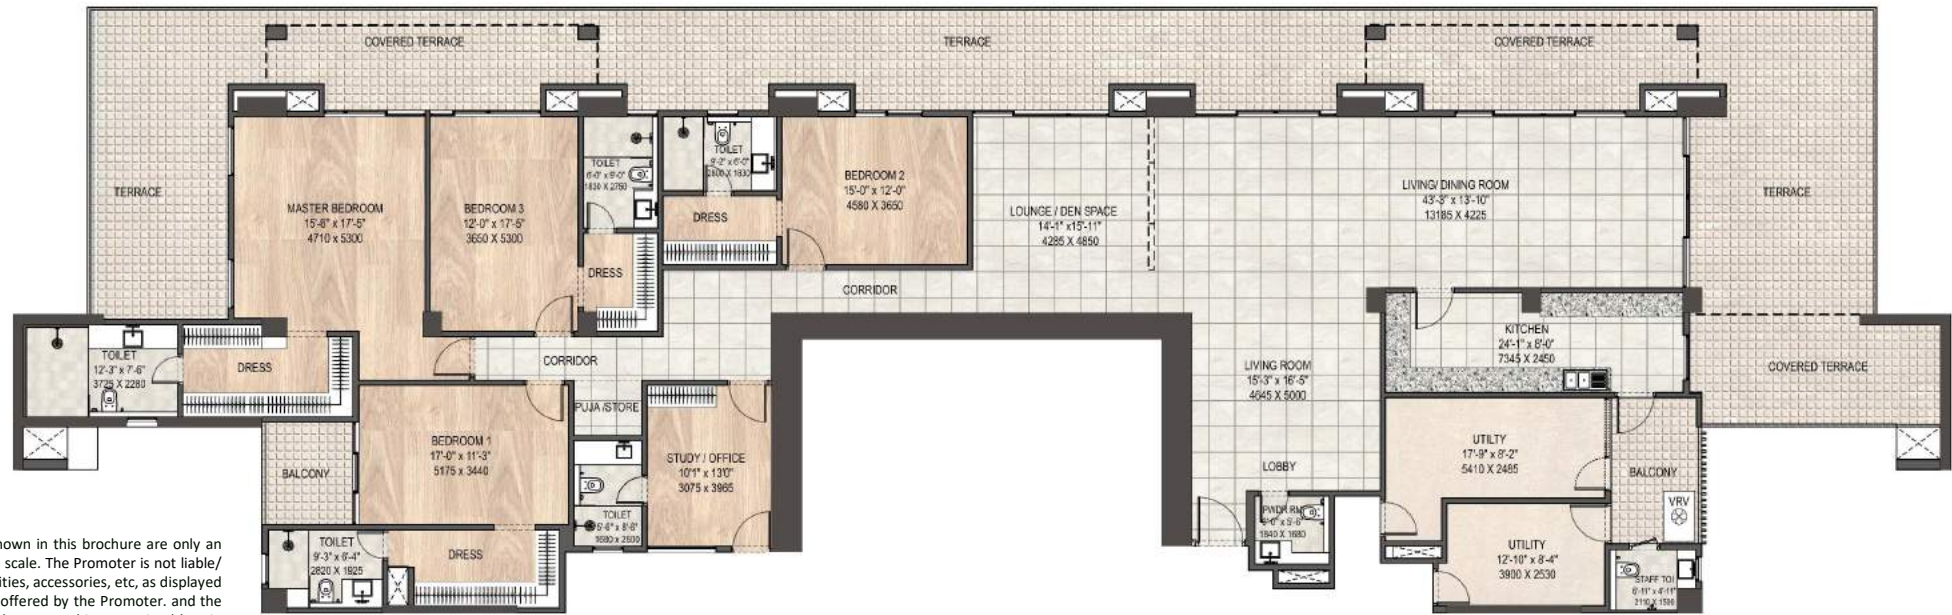 COVERED TERRACE
TERRACE
COVERED TERRACE
TERRACE
MASTER BEDROOM
15'-6" x 17'-5"
4710 x 5300
BEDROOM 3
12'-0" x 17'-5"
3650 X 5300
TOILET
6'-0" x 9'-0"
1830 X 2750
DRESS
TOILET
9'-2" x 6'-0"
2800 X 1830
DRESS
BEDROOM 2
15'-0" x 12'-0"
4580 X 3650
LOUNGE / DEN SPACE
14'-1" x15'-11"
4285 X 4850
LIVING/ DINING ROOM
43'-3" x 13'-10"
13185 X 4225
TERRACE
CORRIDOR
CORRIDOR
TOILET
12'-3" x 7'-6"
3725 X 2280
DRESS
KITCHEN
24'-1" x 8'-0"
7345 X 2450
LIVING ROOM
15'-3" x 16'-5"
4645 X 5000
COVERED TERRACE
PUJA /STORE
BEDROOM 1
17'-0" x 11'-3"
5175 x 3440
BALCONY
STUDY / OFFICE
10'1" x 13'0"
3075 x 3965
TOILET
5'-6" x 8'-6"
1680 x 2600
LOBBY
UTILTY
17'-9" x 8'-2"
5410 X 2485
BALCONY
VRV
PWDR RM
1840 X 1680
TOILET
9'-3" x 6'-4"
2820 X 1925
DRESS
UTILITY
12'-10" x 8'-4"
3900 X 2530
STAFF TOI
6'-11" x 4'-11"
2110 X 1500
hown in this brochure are only an
scale. The Promoter is not liable/
ities, accessories, etc, as displayed
offered by the Promoter. and the